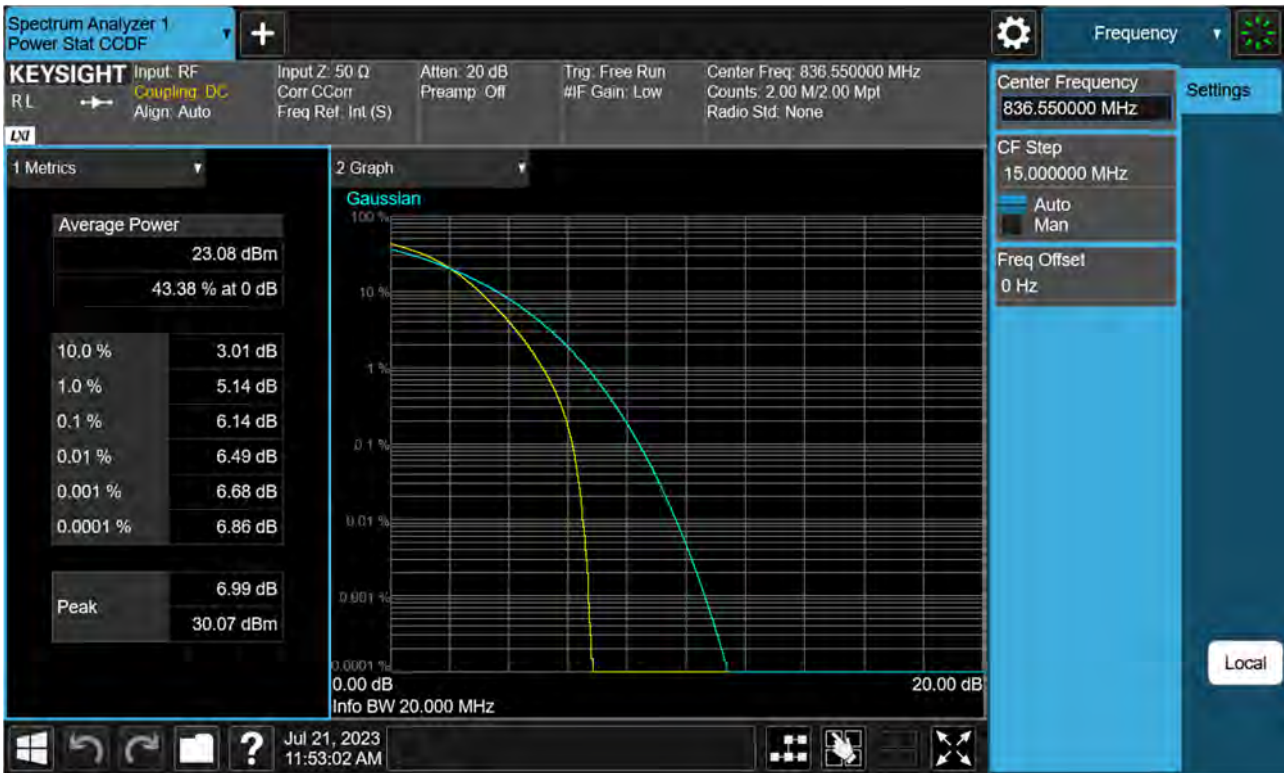 Spectrum Analyzer 1
Power Stat CCDF
+
Frequency
KEYSIGHT
RL
LXI
Input: RF
Coupling: DC
Align: Auto
Input Z: 50 Ω
Corr CCorr
Freq Ref: Int (S)
Atten: 20 dB
Preamp: Off
Trig: Free Run
#IF Gain: Low
Center Freq: 836.550000 MHz
Counts: 2.00 M/2.00 Mpt
Radio Std: None
Center Frequency
836.550000 MHz
Settings
CF Step
15.000000 MHz
Auto
Man
Freq Offset
0 Hz
1 Metrics
Average Power
23.08 dBm
43.38 % at 0 dB
10.0 % 3.01 dB
1.0 % 5.14 dB
0.1 % 6.14 dB
0.01 % 6.49 dB
0.001 % 6.68 dB
0.0001 % 6.86 dB
Peak
6.99 dB
30.07 dBm
2 Graph
Gaussian
100 %
10 %
1 %
0.1 %
0.01 %
0.001 %
0.0001 %
0.00 dB 20.00 dB
Info BW 20.000 MHz
Local
?
Jul 21, 2023
11:53:02 AM